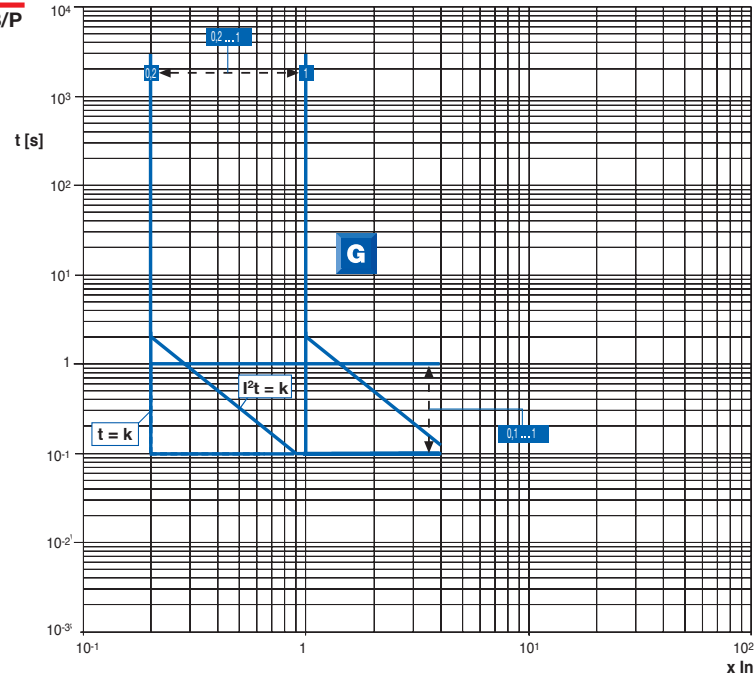 S/P
10⁴
0,2 ... 1
0,2
1
10³
t [s]
10²
G
10¹
1
I²t = k
t = k
0,1 ... 1
10-¹
10-²
10-³
10-¹
1
10¹
10²
x In